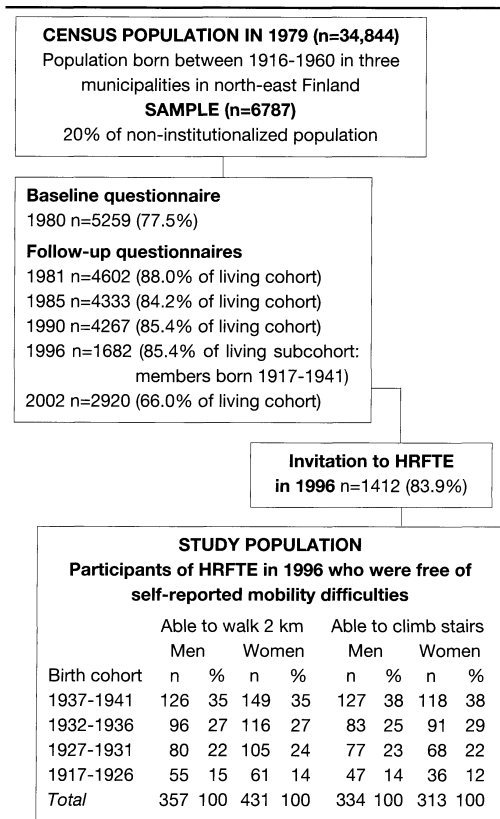 CENSUS POPULATION IN 1979 (n=34,844)
Population born between 1916-1960 in three
municipalities in north-east Finland
SAMPLE (n=6787)
20% of non-institutionalized population
Baseline questionnaire
1980 n=5259 (77.5%)
Follow-up questionnaires
1981 n=4602 (88.0% of living cohort)
1985 n=4333 (84.2% of living cohort)
1990 n=4267 (85.4% of living cohort)
1996 n=1682 (85.4% of living subcohort:
members born 1917-1941)
2002 n=2920 (66.0% of living cohort)
Invitation to HRFTE
in 1996 n=1412 (83.9%)
STUDY POPULATION
Participants of HRFTE in 1996 who were free of
self-reported mobility difficulties
Able to walk 2 km Able to climb stairs
Men Women Men Women
Birth cohort n % n % n % n %
1937-1941 126 35 149 35 127 38 118 38
1932-1936 96 27 116 27 83 25 91 29
1927-1931 80 22 105 24 77 23 68 22
1917-1926 55 15 61 14 47 14 36 12
Total 357 100 431 100 334 100 313 100